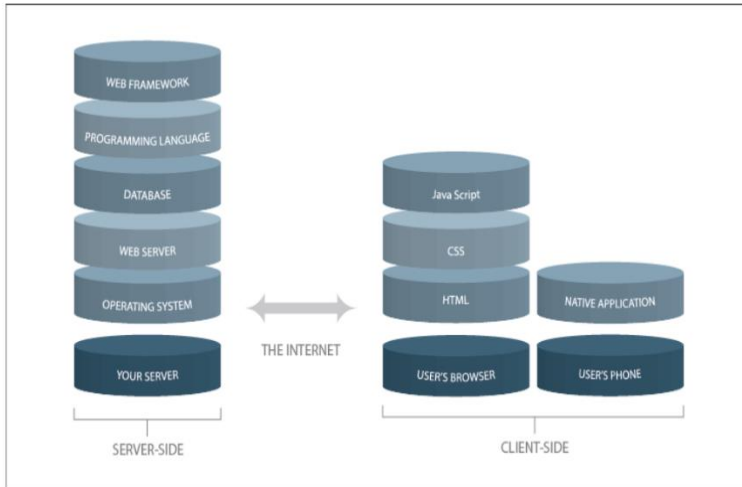 WEB FRAMEWORK
PROGRAMMING LANGUAGE
DATABASE
WEB SERVER
OPERATING SYSTEM
YOUR SERVER
SERVER-SIDE
THE INTERNET
Java Script
CSS
HTML
USER'S BROWSER
NATIVE APPLICATION
USER'S PHONE
CLIENT-SIDE